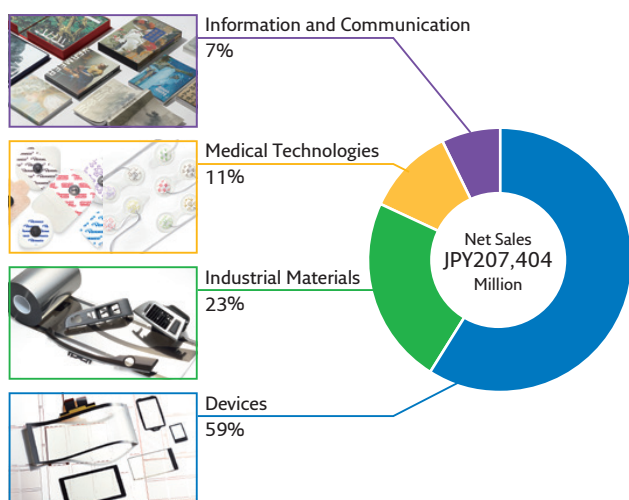 Information and Communication
7%
Medical Technologies
11%
Industrial Materials
23%
Devices
59%
Net Sales
JPY207,404
Million